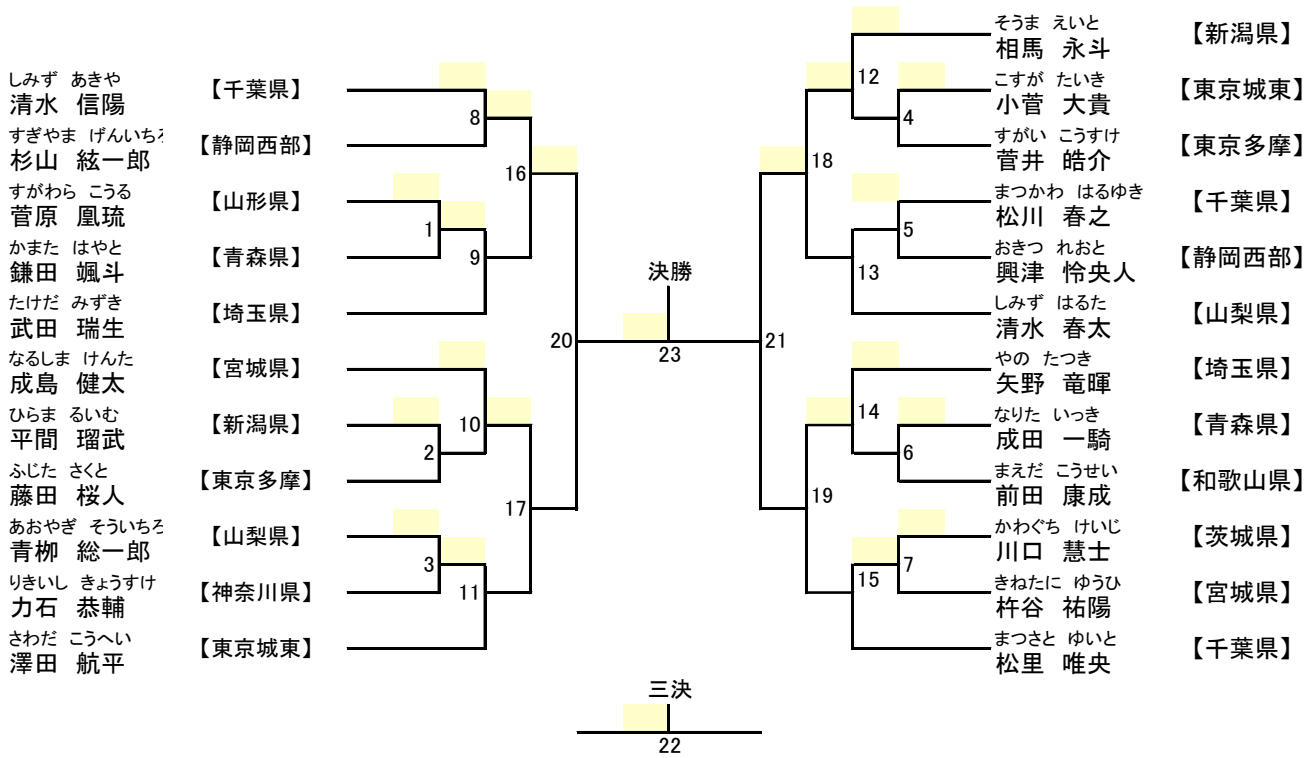 しみず あきや
清水 信陽 【千葉県】
すぎやま げんいちろ
杉山 絃一郎 【静岡西部】
すがわら こうる
菅原 凰琉 【山形県】
かまた はやと
鎌田 颯斗 【青森県】
たけだ みずき
武田 瑞生 【埼玉県】
なるしま けんた
成島 健太 【宮城県】
ひらま るいむ
平間 瑠武 【新潟県】
ふじた さくと
藤田 桜人 【東京多摩】
あおやぎ そういちろ
青栁 総一郎 【山梨県】
りきいし きょうすけ
力石 恭輔 【神奈川県】
さわだ こうへい
澤田 航平 【東京城東】
8
16
1
9
20
10
2
17
3
11
決勝
23
三決
22
12
4
18
5
13
21
14
6
19
7
15
そうま えいと
相馬 永斗 【新潟県】
こすが たいき
小菅 大貴 【東京城東】
すがい こうすけ
菅井 皓介 【東京多摩】
まつかわ はるゆき
松川 春之 【千葉県】
おきつ れおと
興津 怜央人 【静岡西部】
しみず はるた
清水 春太 【山梨県】
やの たつき
矢野 竜暉 【埼玉県】
なりた いっき
成田 一騎 【青森県】
まえだ こうせい
前田 康成 【和歌山県】
かわぐち けいじ
川口 慧士 【茨城県】
きねたに ゆうひ
杵谷 祐陽 【宮城県】
まつさと ゆいと
松里 唯央 【千葉県】